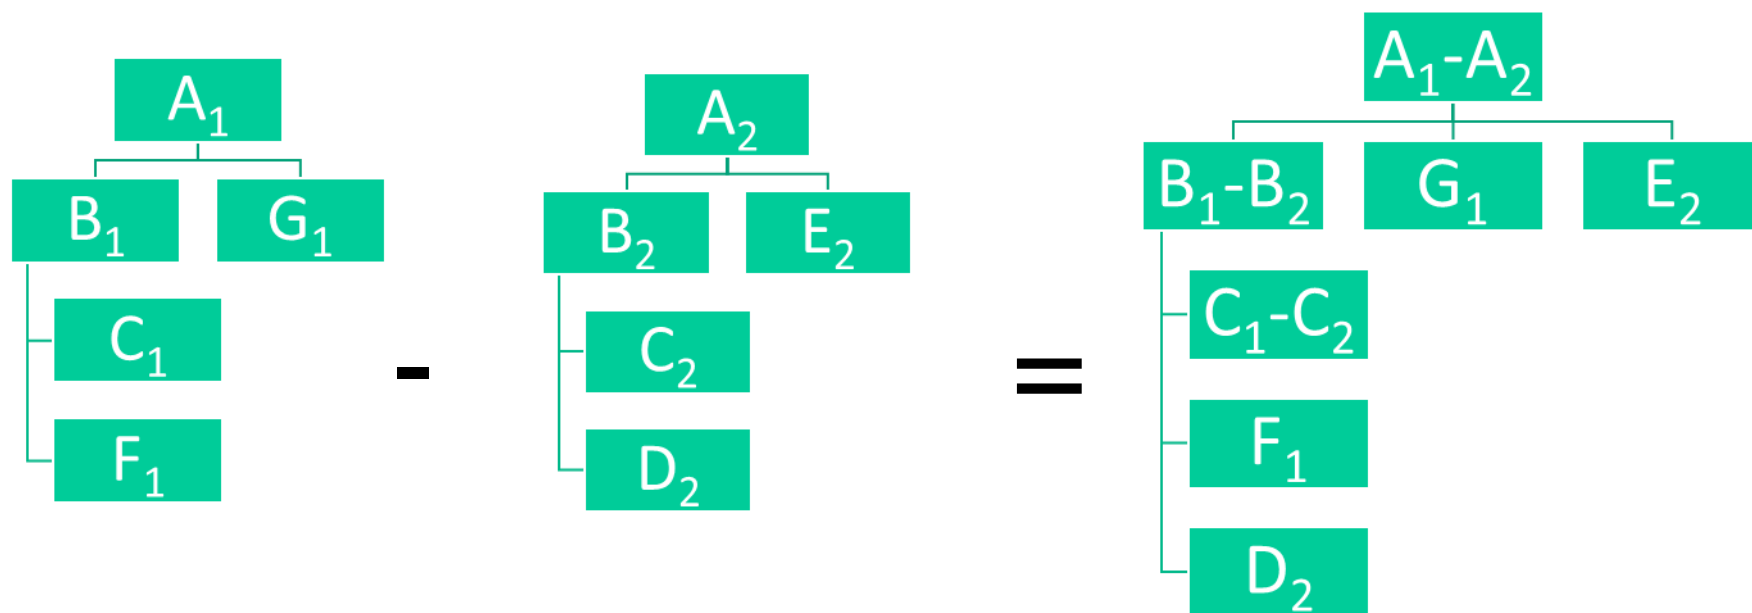 A₁
B₁
G₁
C₁
F₁
-
A₂
B₂
E₂
C₂
D₂
=
A₁-A₂
B₁-B₂
G₁
E₂
C₁-C₂
F₁
D₂